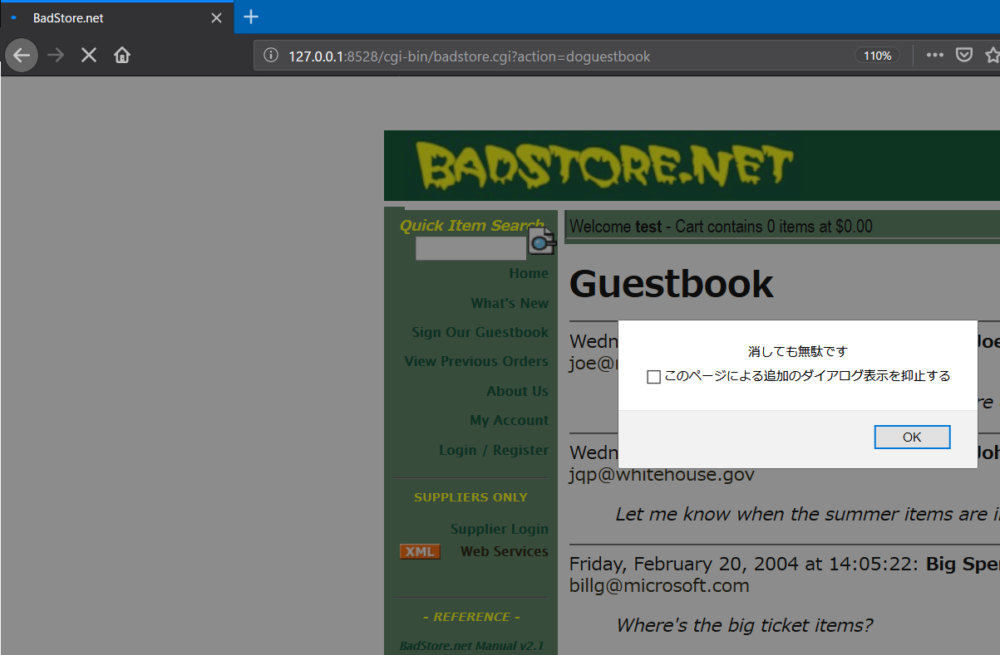 BadStore.net
127.0.0.1:8528/cgi-bin/badstore.cgi?action=doguestbook
110%
BADSTORE.NET
Quick Item Search
Welcome test - Cart contains 0 items at $0.00
Home
What's New
Sign Our Guestbook
View Previous Orders
About Us
My Account
Login / Register
SUPPLIERS ONLY
Supplier Login
XML Web Services
- REFERENCE -
BadStore.net Manual v2.1
Guestbook
Wedn
Joe
joe@
消しても無駄です
このページによる追加のダイアログ表示を抑止する
re
OK
Wedn
Joh
jqp@whitehouse.gov
Let me know when the summer items are i
Friday, February 20, 2004 at 14:05:22: Big Spe
billg@microsoft.com
Where's the big ticket items?